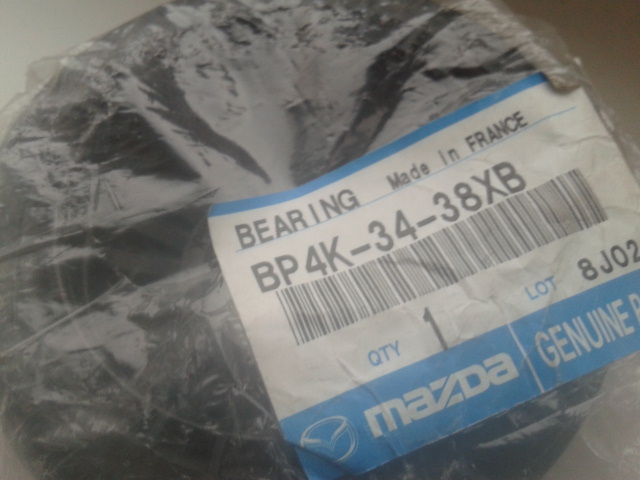 BEARING Made in FRANCE
BP4K-34-38XB
QTY 1 LOT 8J02
mazda GENUINE